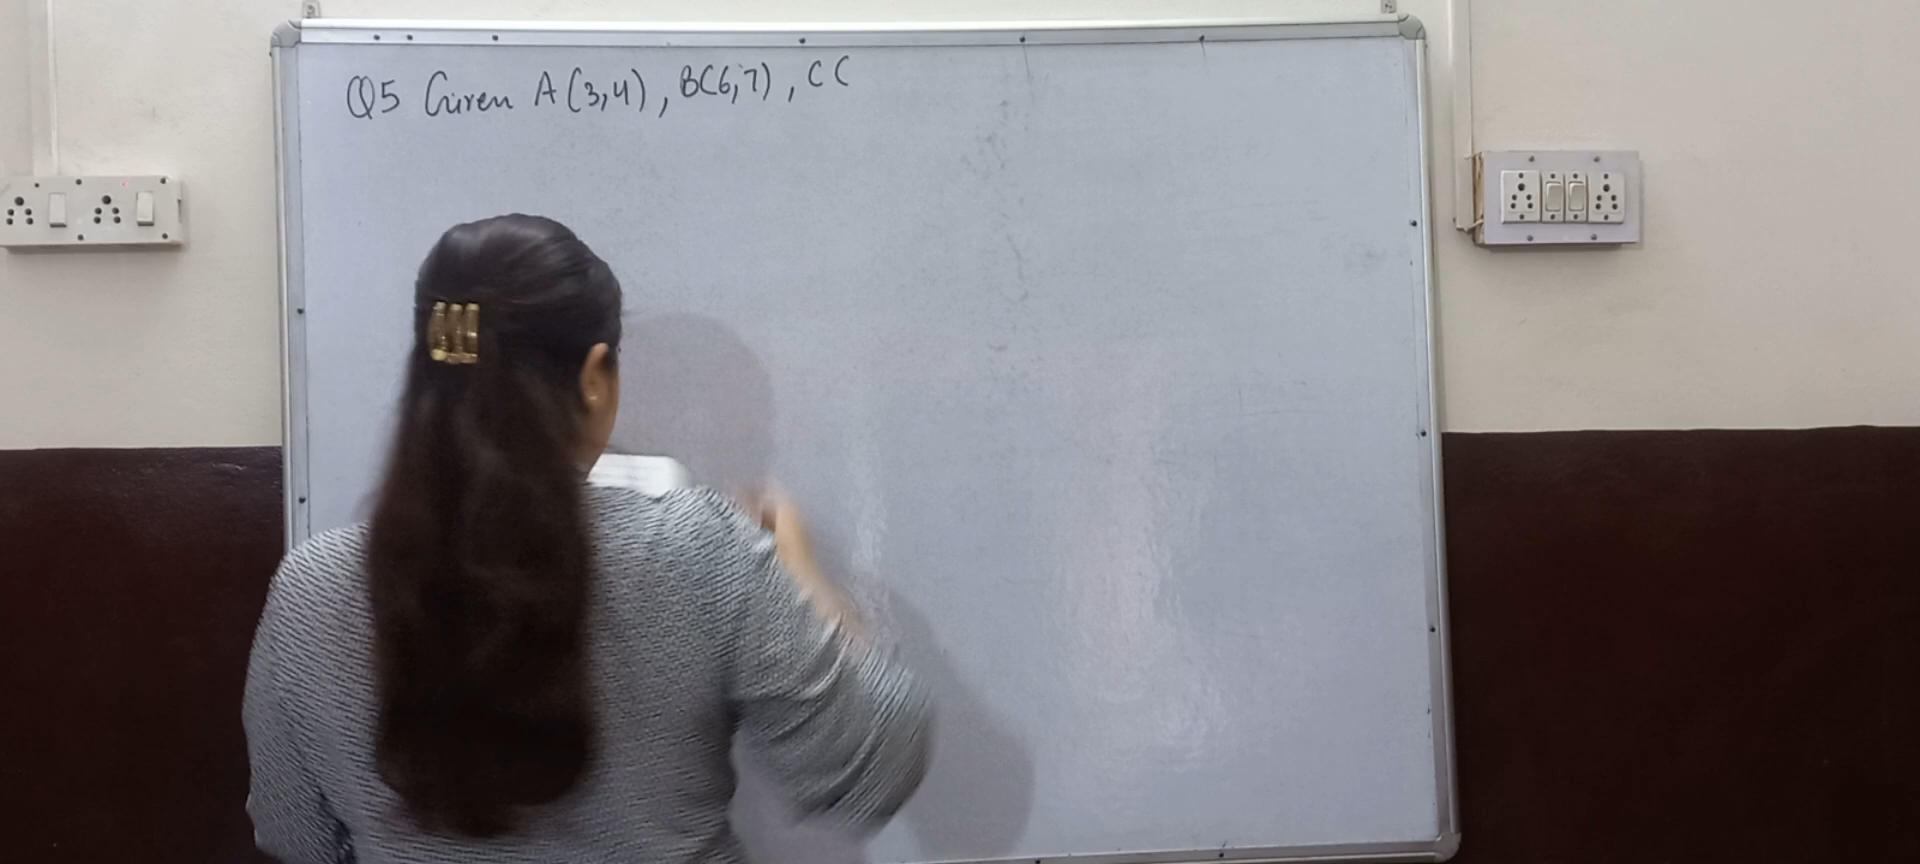 Q5 Given A(3,4), B(6,7), C(